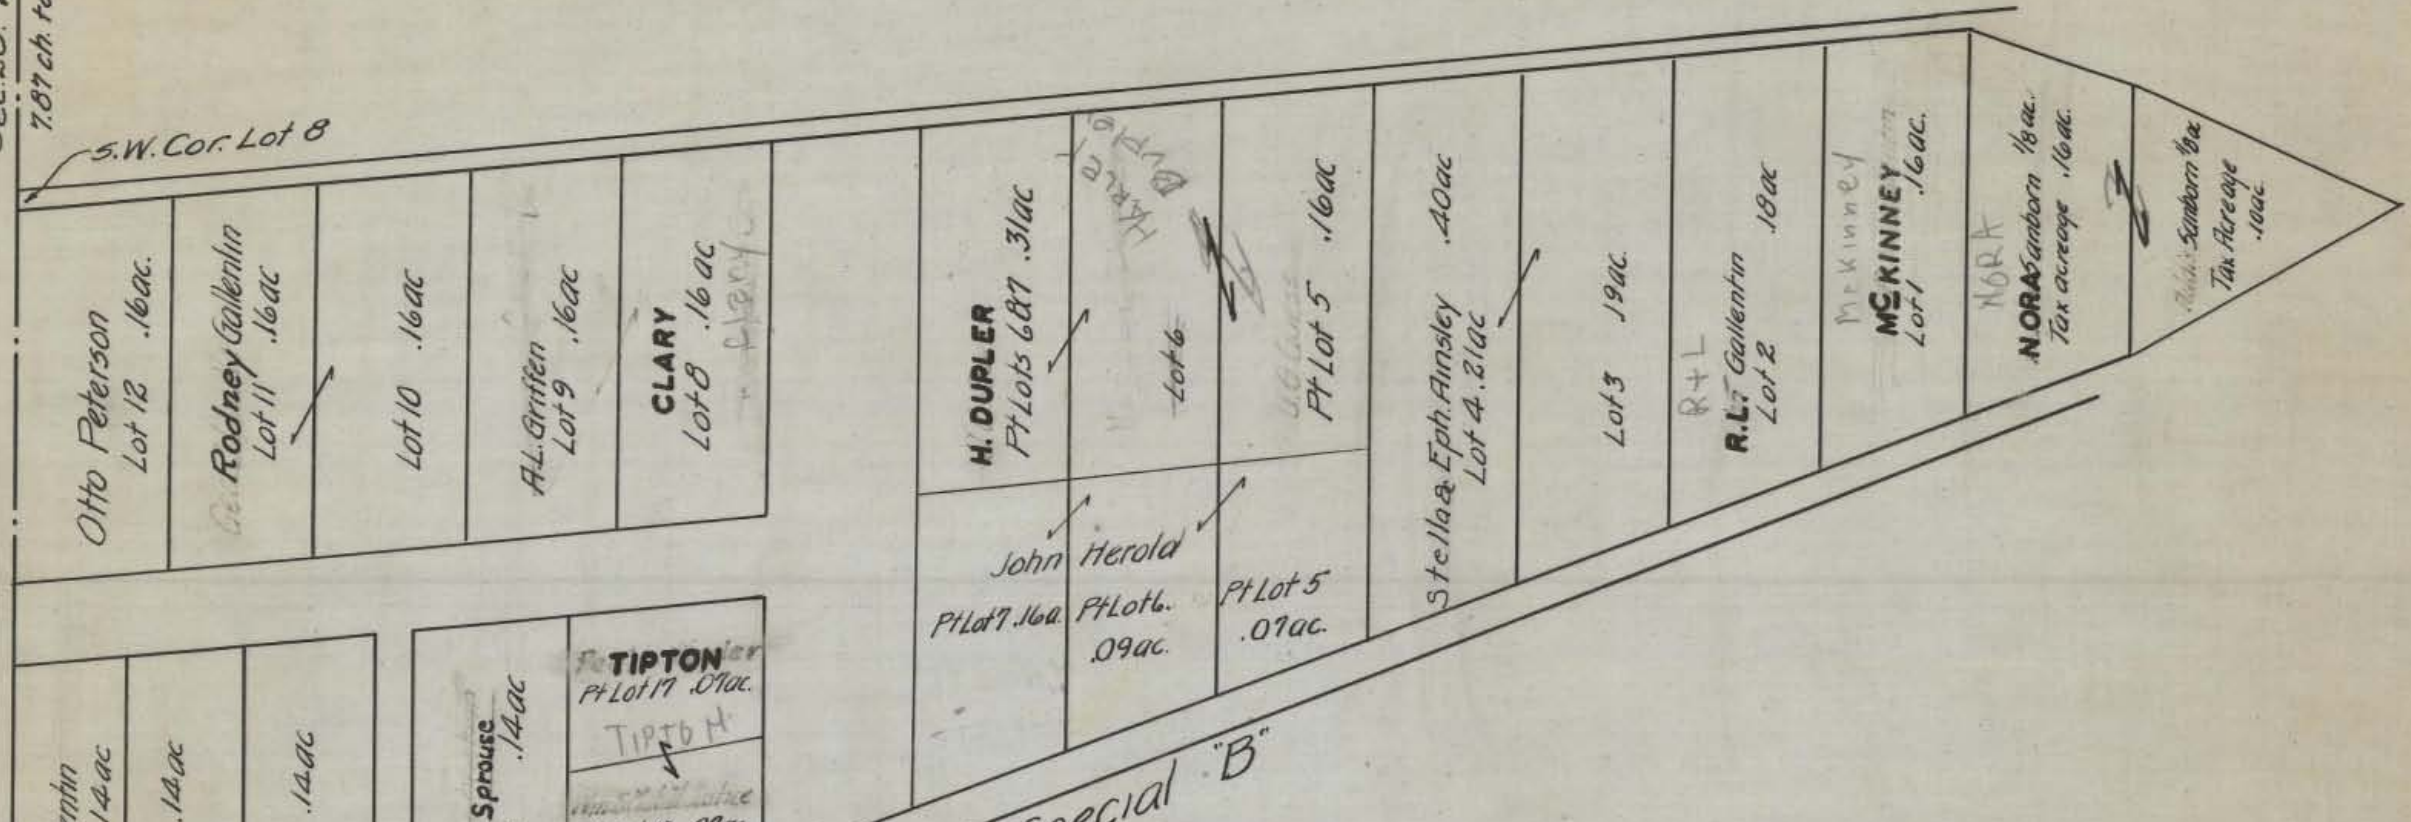 7.87 ch. to
S.W. Cor. Lot 8
Otto Peterson
Lot 12 .16ac.
Rodney Gallentin
Lot 11 .16ac
Lot 10 .16ac
A.L. Griffen
Lot 9 .16ac
CLARY
Lot 8 .16ac
H. DUPLER
Pt Lots 6&7 .31ac
Lot 6
Pt Lot 5 .16ac
John Herold
Pt Lot 7 .16a
Pt Lot 6.
.09ac.
Pt Lot 5
.07ac.
Stella & Eph. Ainsley .40ac
Lot 4 .21ac
Lot 3 .19ac.
R+L
R.L. Gallentin
Lot 2 .18ac
McKinney
McKINNEY
Lot 1 .16ac.
NORA
NORA Sanborn 1/8 ac.
Tax acreage .16ac.
Sanborn 1/8 ac
Tax Acreage
.10ac.
.14ac
.14ac
.14ac
Sprouse
.14ac
TIPTON
Pt Lot 17 .07ac.
TIPTON
"B"